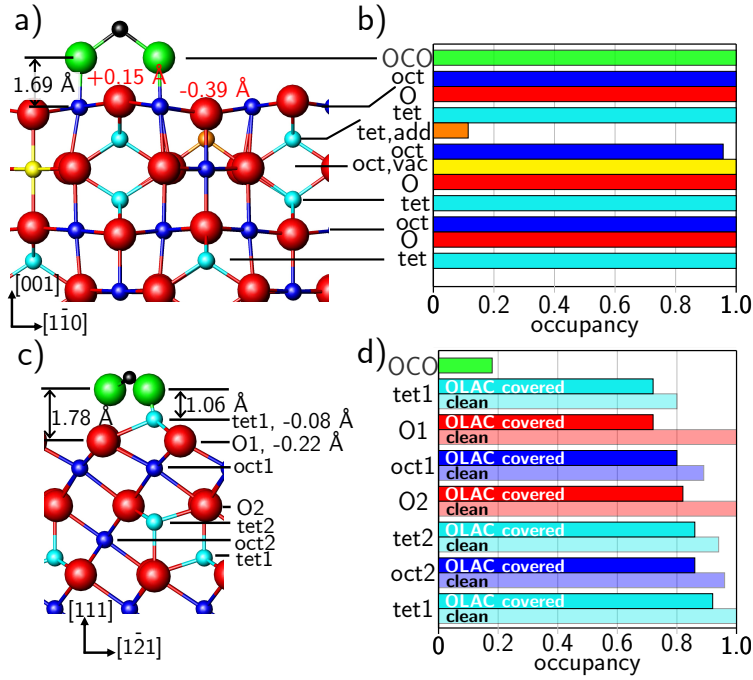 a)
1.69 Å
+0.15 Å
-0.39 Å
[001]
[11̄0]
b)
OCO
oct
O
tet
tet,add
oct
oct,vac
O
tet
oct
O
tet
0 0.2 0.4 0.6 0.8 1.0
occupancy
c)
1.78 Å
1.06 Å
tet1, -0.08 Å
O1, -0.22 Å
oct1
O2
tet2
oct2
tet1
[111]
[12̄1]
d)
OCO
tet1
OLAC covered
clean
O1
OLAC covered
clean
oct1
OLAC covered
clean
O2
OLAC covered
clean
tet2
OLAC covered
clean
oct2
OLAC covered
clean
tet1
OLAC covered
clean
0 0.2 0.4 0.6 0.8 1.0
occupancy